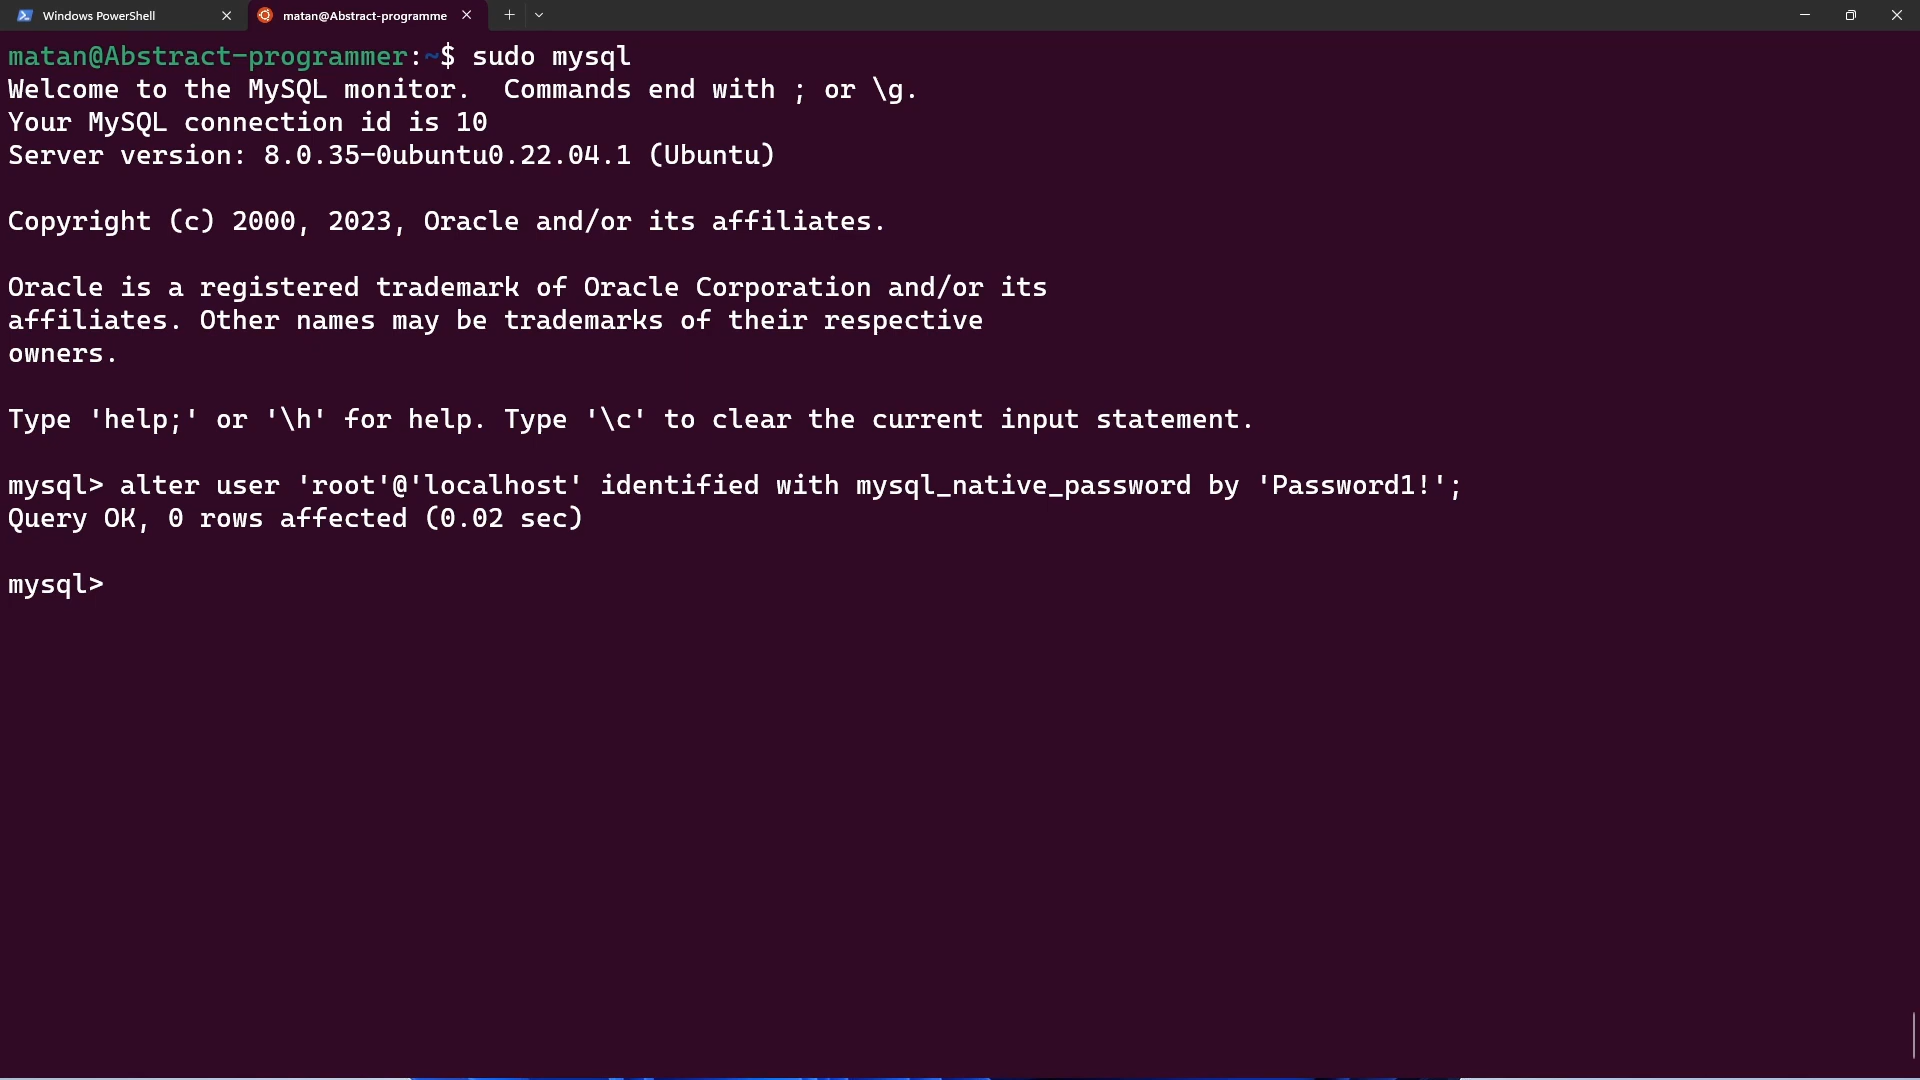 Windows PowerShell
matan@Abstract-programme
matan@Abstract-programmer:~$ sudo mysql
Welcome to the MySQL monitor.  Commands end with ; or \g.
Your MySQL connection id is 10
Server version: 8.0.35-0ubuntu0.22.04.1 (Ubuntu)
Copyright (c) 2000, 2023, Oracle and/or its affiliates.
Oracle is a registered trademark of Oracle Corporation and/or its
affiliates. Other names may be trademarks of their respective
owners.
Type 'help;' or '\h' for help. Type '\c' to clear the current input statement.
mysql> alter user 'root'@'localhost' identified with mysql_native_password by 'Password1!';
Query OK, 0 rows affected (0.02 sec)
mysql>